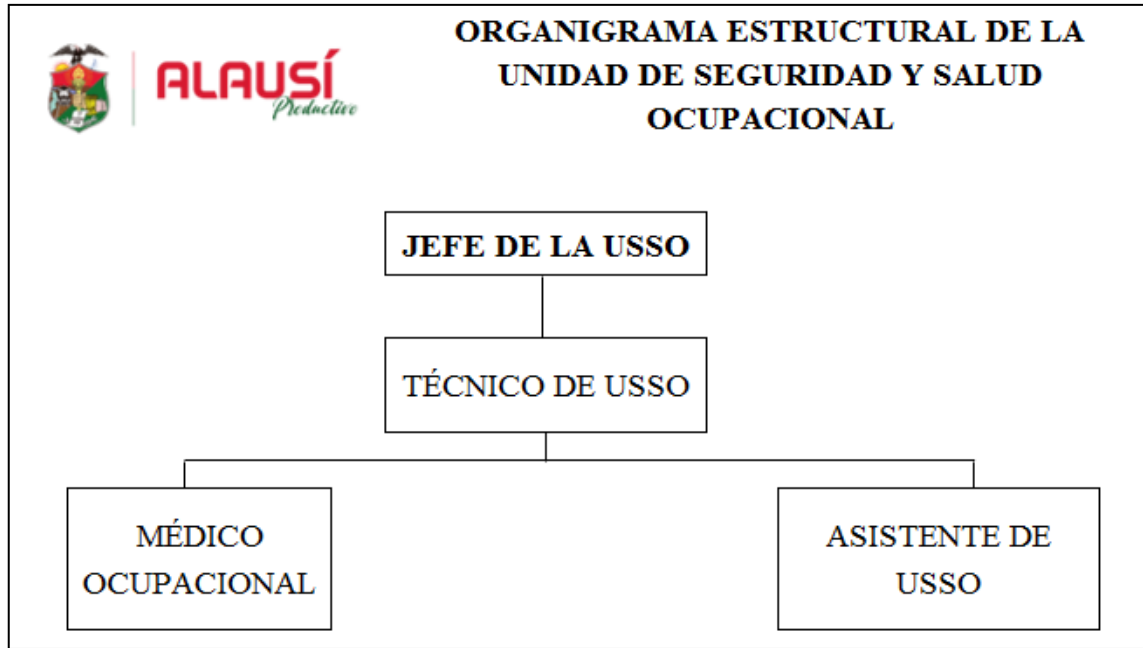 ALAUSÍ
Productivo
ORGANIGRAMA ESTRUCTURAL DE LA
UNIDAD DE SEGURIDAD Y SALUD
OCUPACIONAL
JEFE DE LA USSO
TÉCNICO DE USSO
MÉDICO
OCUPACIONAL
ASISTENTE DE
USSO